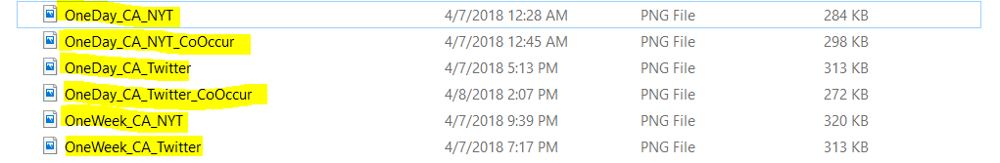 OneDay_CA_NYT 4/7/2018 12:28 AM PNG File 284 KB
OneDay_CA_NYT_CoOccur 4/7/2018 12:45 AM PNG File 298 KB
OneDay_CA_Twitter 4/7/2018 5:13 PM PNG File 313 KB
OneDay_CA_Twitter_CoOccur 4/8/2018 2:07 PM PNG File 272 KB
OneWeek_CA_NYT 4/7/2018 9:39 PM PNG File 320 KB
OneWeek_CA_Twitter 4/7/2018 7:17 PM PNG File 313 KB